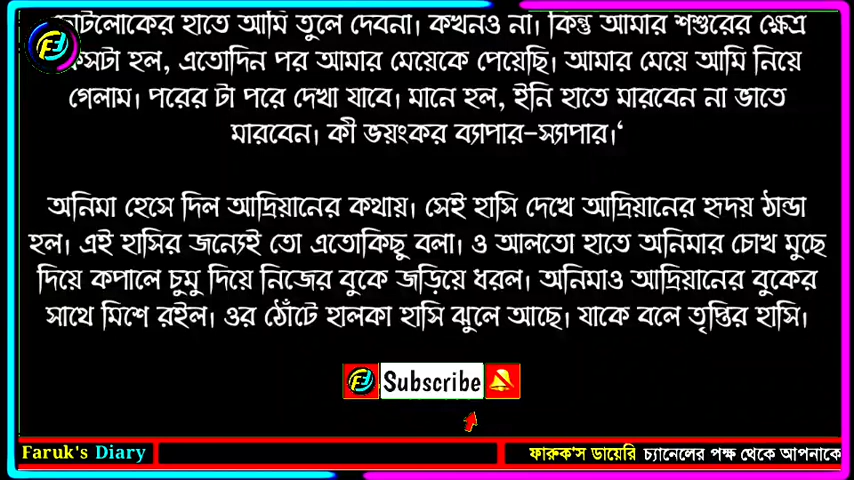 হাতে আমি তুলে দেবনা। কখনও না। কিন্তু আমার শশুরের ক্ষেত্র
হল, এতোদিন পর আমার মেয়েকে পেয়েছি। আমার মেয়ে আমি নিয়ে
গেলাম। পরের টা পরে দেখা যাবে। মানে হল, ইনি হাতে মারবেন না ভাতে
মারবেন। কী ভয়ংকর ব্যাপার-স্যাপার।‘
অনিমা হেসে দিল আদ্রিয়ানের কথায়। সেই হাসি দেখে আদ্রিয়ানের হৃদয় ঠান্ডা
হল। এই হাসির জন্যেই তো এতোকিছু বলা। ও আলতো হাতে অনিমার চোখ মুছে
দিয়ে কপালে চুমু দিয়ে নিজের বুকে জড়িয়ে ধরল। অনিমাও আদ্রিয়ানের বুকের
সাথে মিশে রইল। ওর ঠোঁটে হালকা হাসি ঝুলে আছে। যাকে বলে তৃপ্তির হাসি।
Subscribe
Faruk's Diary
ফারুক'স ডায়েরি চ্যানেলের পক্ষ থেকে আপনাকে